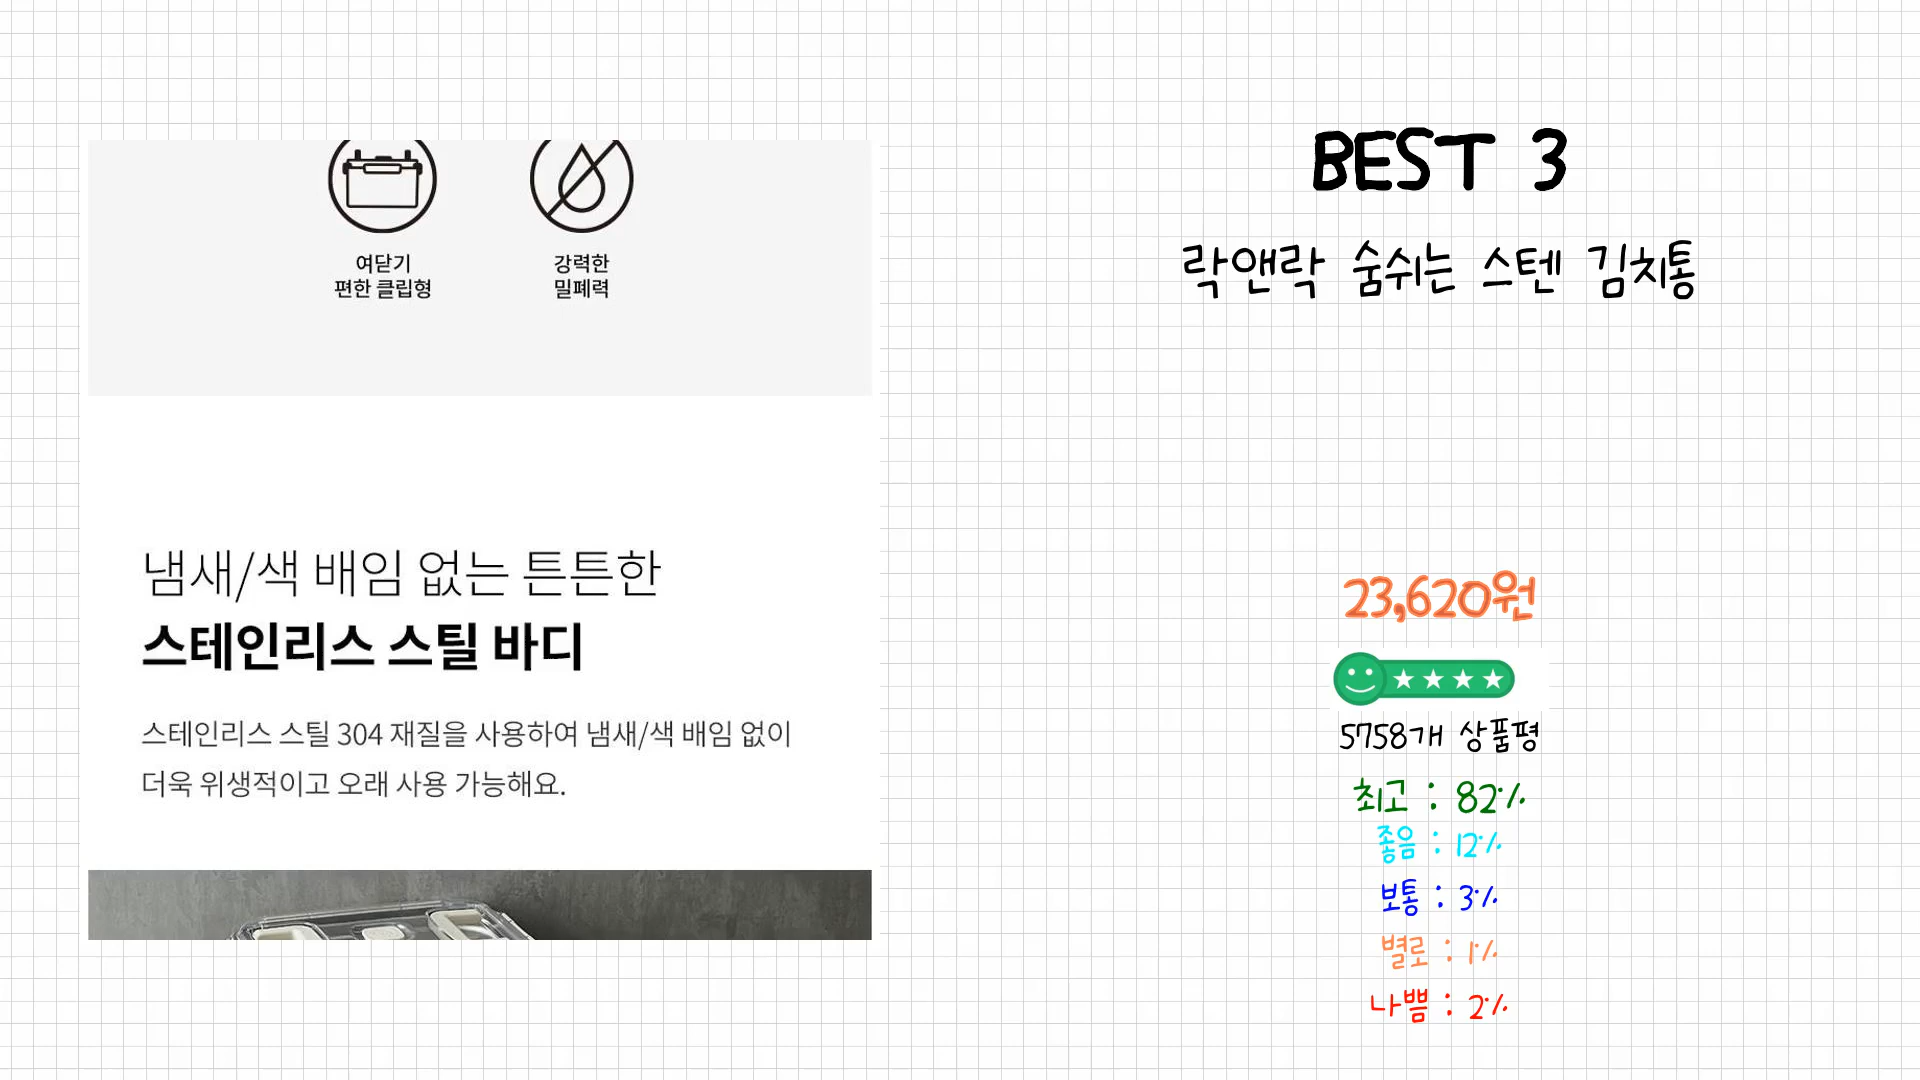 여닫기
편한 클립형
강력한
밀폐력
냄새/색 배임 없는 튼튼한
스테인리스 스틸 바디
스테인리스 스틸 304 재질을 사용하여 냄새/색 배임 없이
더욱 위생적이고 오래 사용 가능해요.
BEST 3
락앤락 숨쉬는 스텐 김치통
23,620원
5758개 상품평
최고 : 82%
좋음 : 12%
보통 : 3%
별로 : 1%
나쁨 : 2%